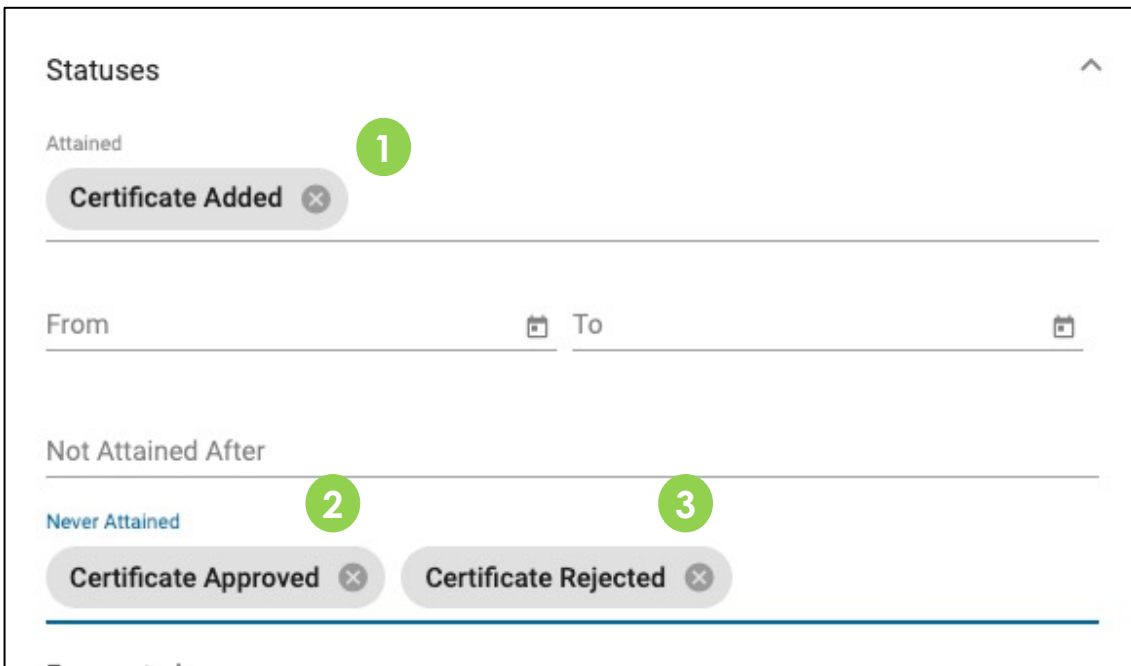 Statuses
Attained
1
Certificate Added
From To
Not Attained After
2 3
Never Attained
Certificate Approved Certificate Rejected